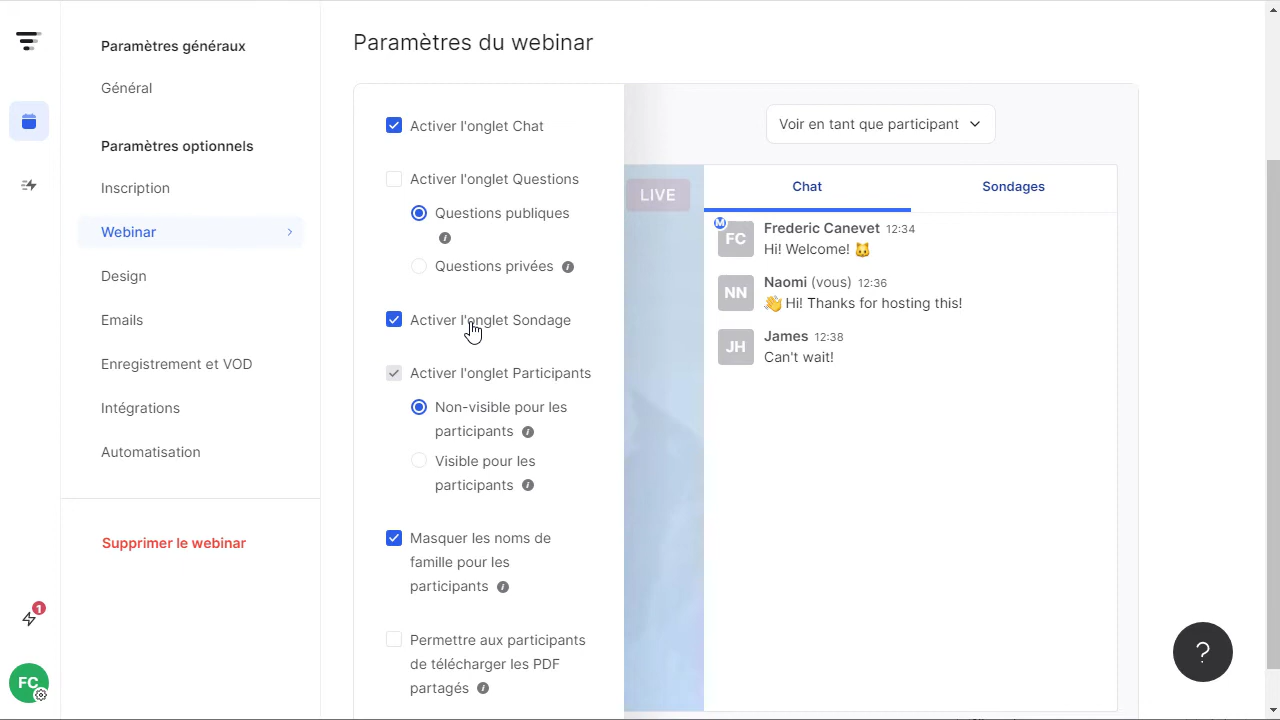 Paramètres généraux
Général
Paramètres optionnels
Inscription
Webinar
Design
Emails
Enregistrement et VOD
Intégrations
Automatisation
Supprimer le webinar
1
FC
Paramètres du webinar
Activer l'onglet Chat
Activer l'onglet Questions
Questions publiques
Questions privées
Activer l'onglet Sondage
Activer l'onglet Participants
Non-visible pour les
participants
Visible pour les
participants
Masquer les noms de
famille pour les
participants
Permettre aux participants
de télécharger les PDF
partagés
Voir en tant que participant
LIVE
Chat
Sondages
M
FC
Frederic Canevet 12:34
Hi! Welcome! 🐱
NN
Naomi (vous) 12:36
👋 Hi! Thanks for hosting this!
JH
James 12:38
Can't wait!
?